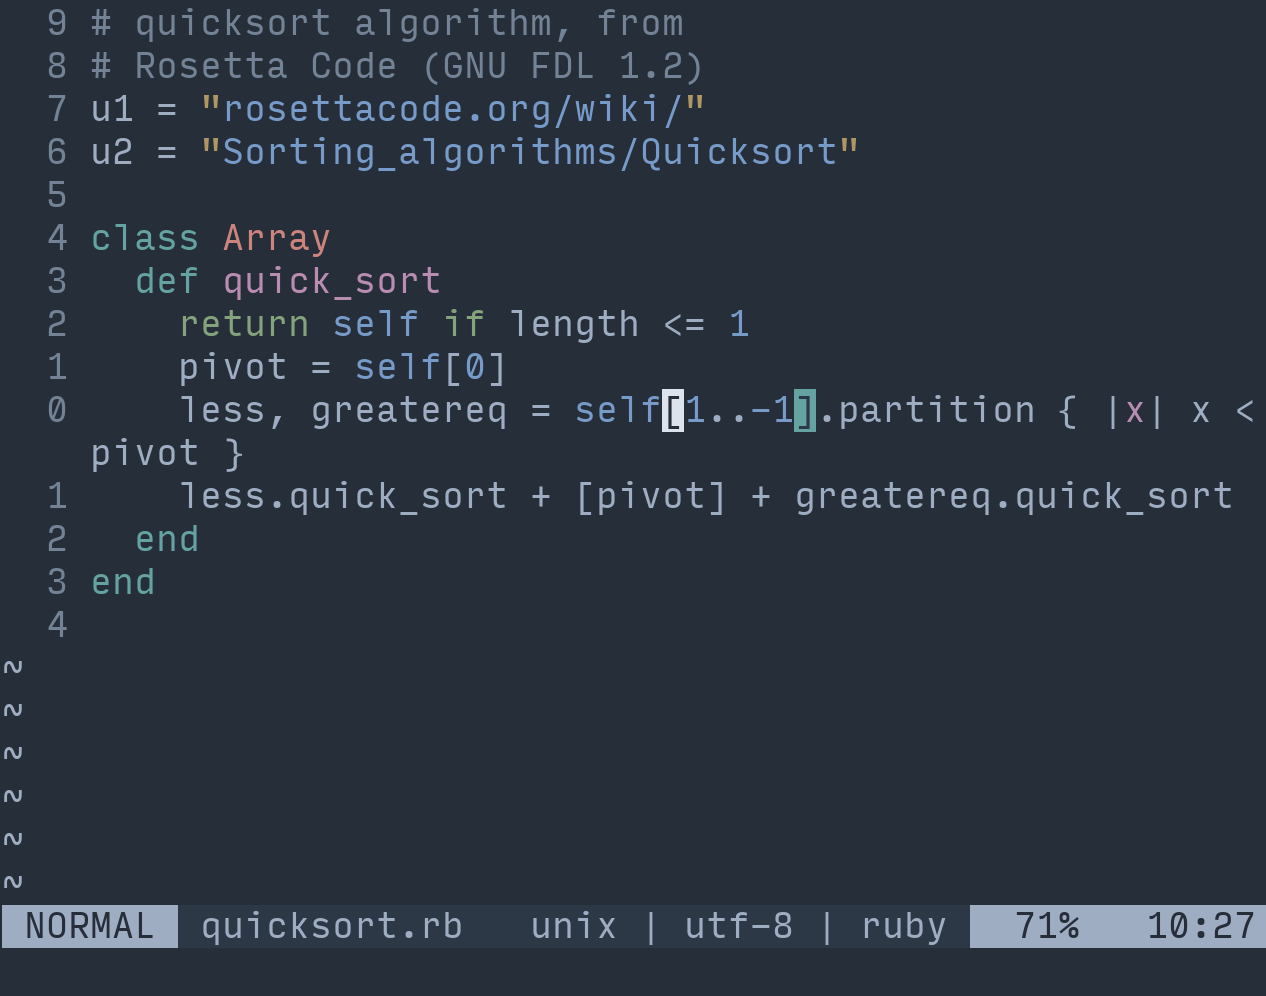 9 # quicksort algorithm, from
8 # Rosetta Code (GNU FDL 1.2)
7 u1 = "rosettacode.org/wiki/"
6 u2 = "Sorting_algorithms/Quicksort"
5
4 class Array
3   def quick_sort
2     return self if length <= 1
1     pivot = self[0]
0     less, greatereq = self[1..-1].partition { |x| x <
pivot }
1     less.quick_sort + [pivot] + greatereq.quick_sort
2   end
3 end
4
~
~
~
~
~
~
NORMAL quicksort.rb unix | utf-8 | ruby 71% 10:27